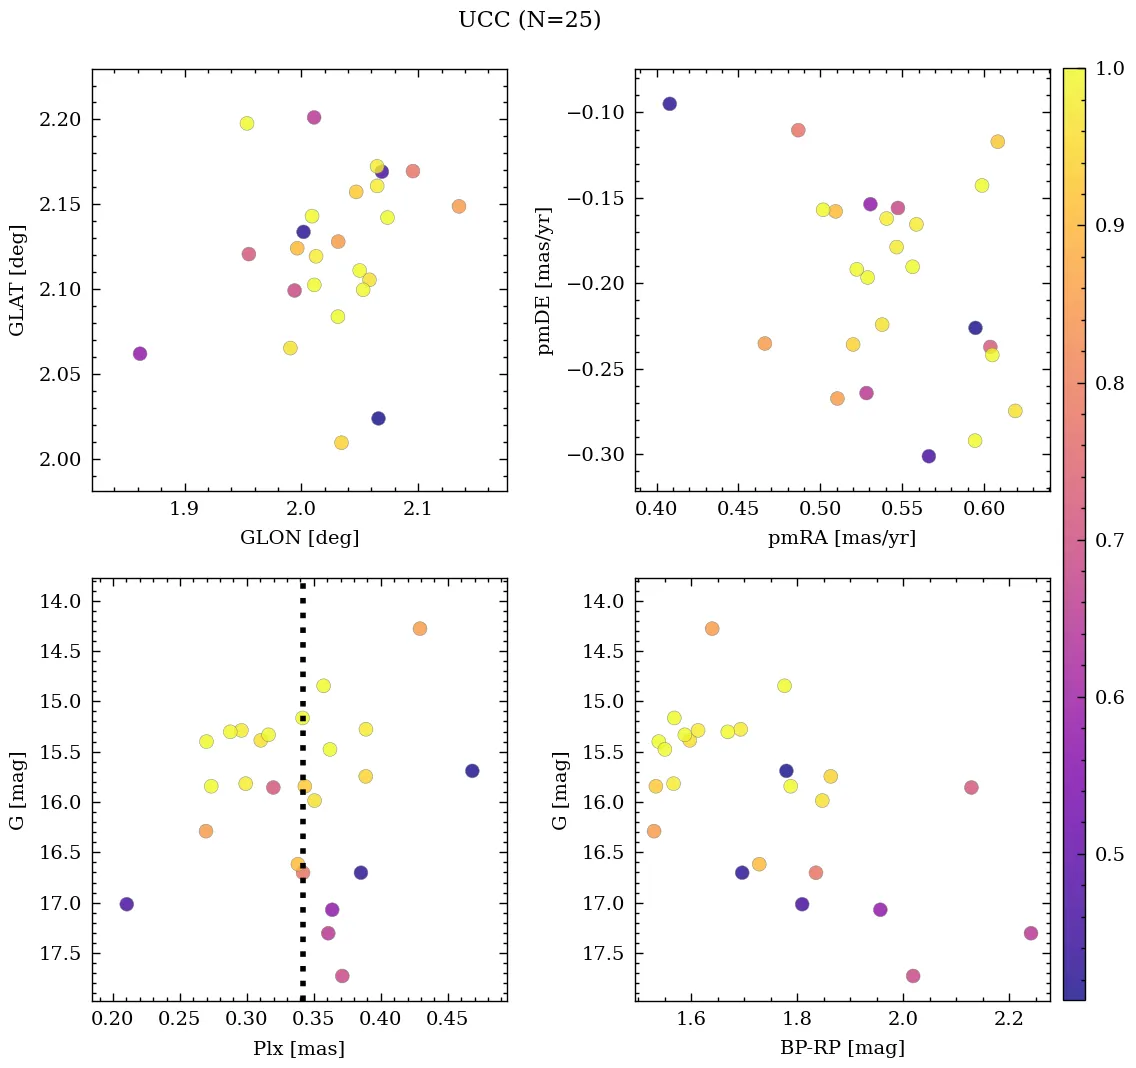 UCC (N=25)
2.20
2.15
2.10
2.05
2.00
GLAT [deg]
1.9 2.0 2.1
GLON [deg]
−0.10
−0.15
−0.20
−0.25
−0.30
pmDE [mas/yr]
0.40 0.45 0.50 0.55 0.60
pmRA [mas/yr]
1.0
0.9
0.8
0.7
0.6
0.5
14.0
14.5
15.0
15.5
16.0
16.5
17.0
17.5
G [mag]
0.20 0.25 0.30 0.35 0.40 0.45
Plx [mas]
14.0
14.5
15.0
15.5
16.0
16.5
17.0
17.5
G [mag]
1.6 1.8 2.0 2.2
BP-RP [mag]